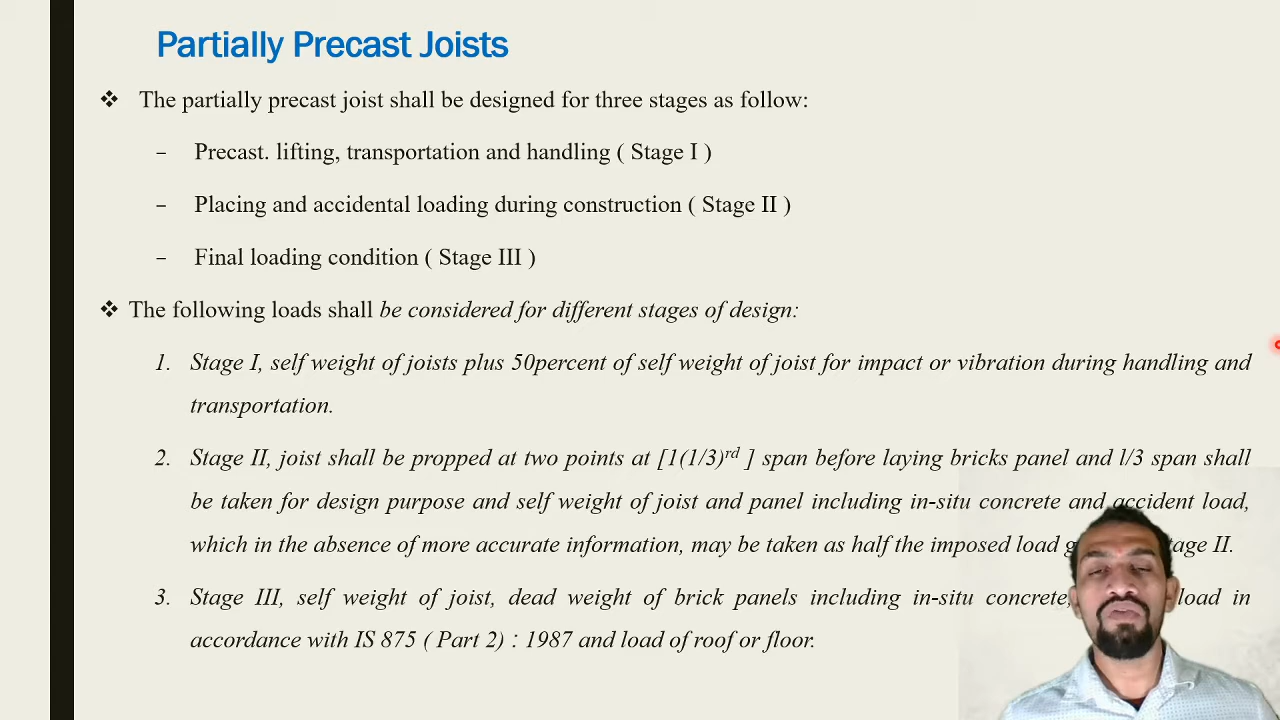 Partially Precast Joists
❖ The partially precast joist shall be designed for three stages as follow:
– Precast. lifting, transportation and handling ( Stage I )
– Placing and accidental loading during construction ( Stage II )
– Final loading condition ( Stage III )
❖ The following loads shall be considered for different stages of design:
1. Stage I, self weight of joists plus 50percent of self weight of joist for impact or vibration during handling and
transportation.
2. Stage II, joist shall be propped at two points at [1(1/3)rd ] span before laying bricks panel and l/3 span shall
be taken for design purpose and self weight of joist and panel including in-situ concrete and accident load,
which in the absence of more accurate information, may be taken as half the imposed load II.
3. Stage III, self weight of joist, dead weight of brick panels including in-situ concrete, load in
accordance with IS 875 ( Part 2) : 1987 and load of roof or floor.